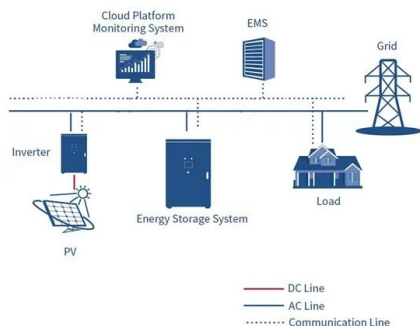 Cloud Platform
Monitoring System
EMS
Grid
Inverter
Energy Storage System
Load
PV
DC Line
AC Line
Communication Line